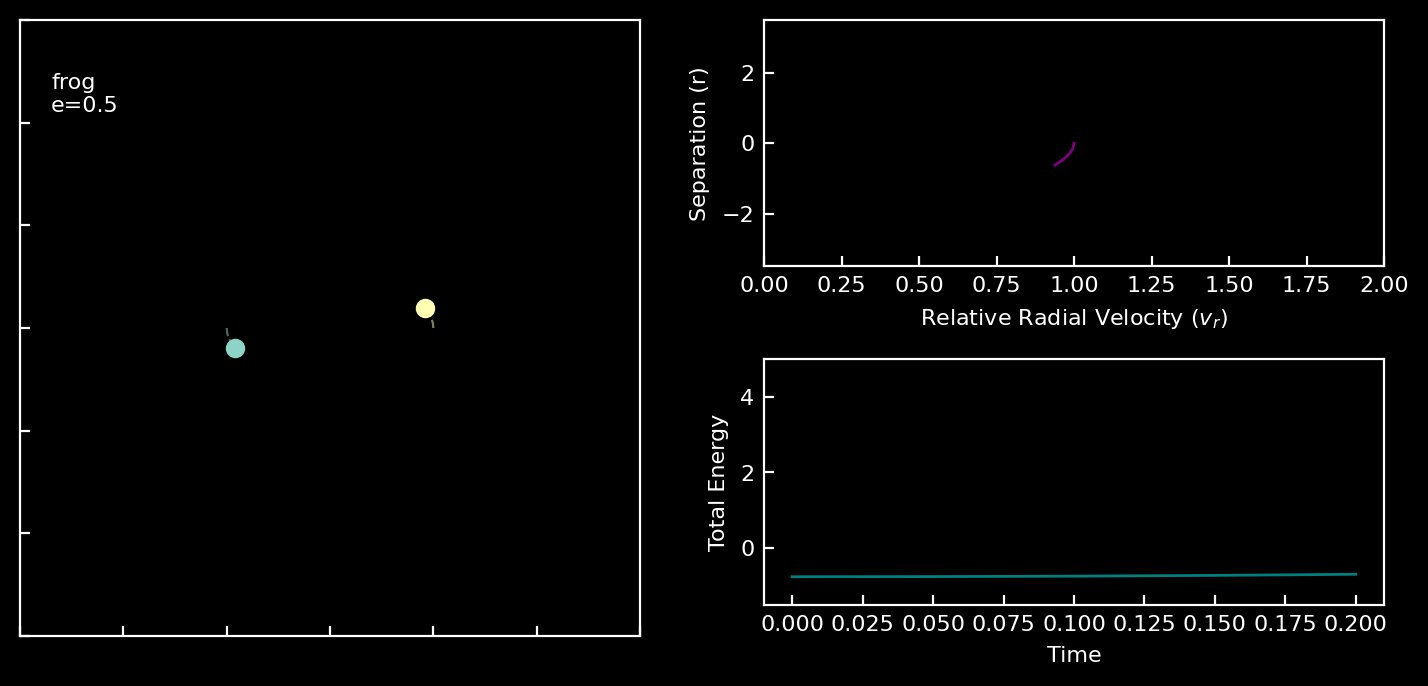 frog
e=0.5
Separation (r)
2
0
−2
0.00 0.25 0.50 0.75 1.00 1.25 1.50 1.75 2.00
Relative Radial Velocity (vr)
Total Energy
4
2
0
0.000 0.025 0.050 0.075 0.100 0.125 0.150 0.175 0.200
Time